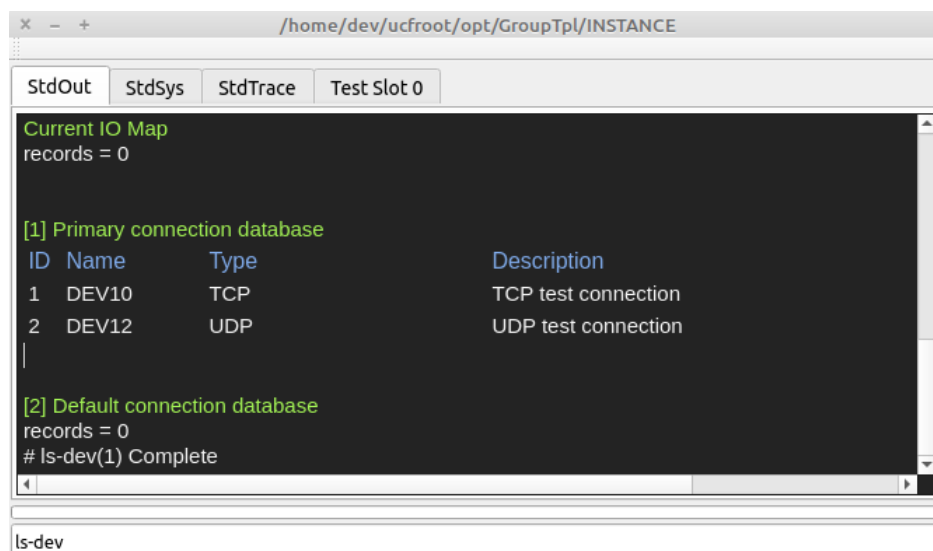 /home/dev/ucfroot/opt/GroupTpl/INSTANCE
StdOut StdSys StdTrace Test Slot 0
Current IO Map
records = 0
[1] Primary connection database
ID Name Type Description
1 DEV10 TCP TCP test connection
2 DEV12 UDP UDP test connection
[2] Default connection database
records = 0
# ls-dev(1) Complete
ls-dev